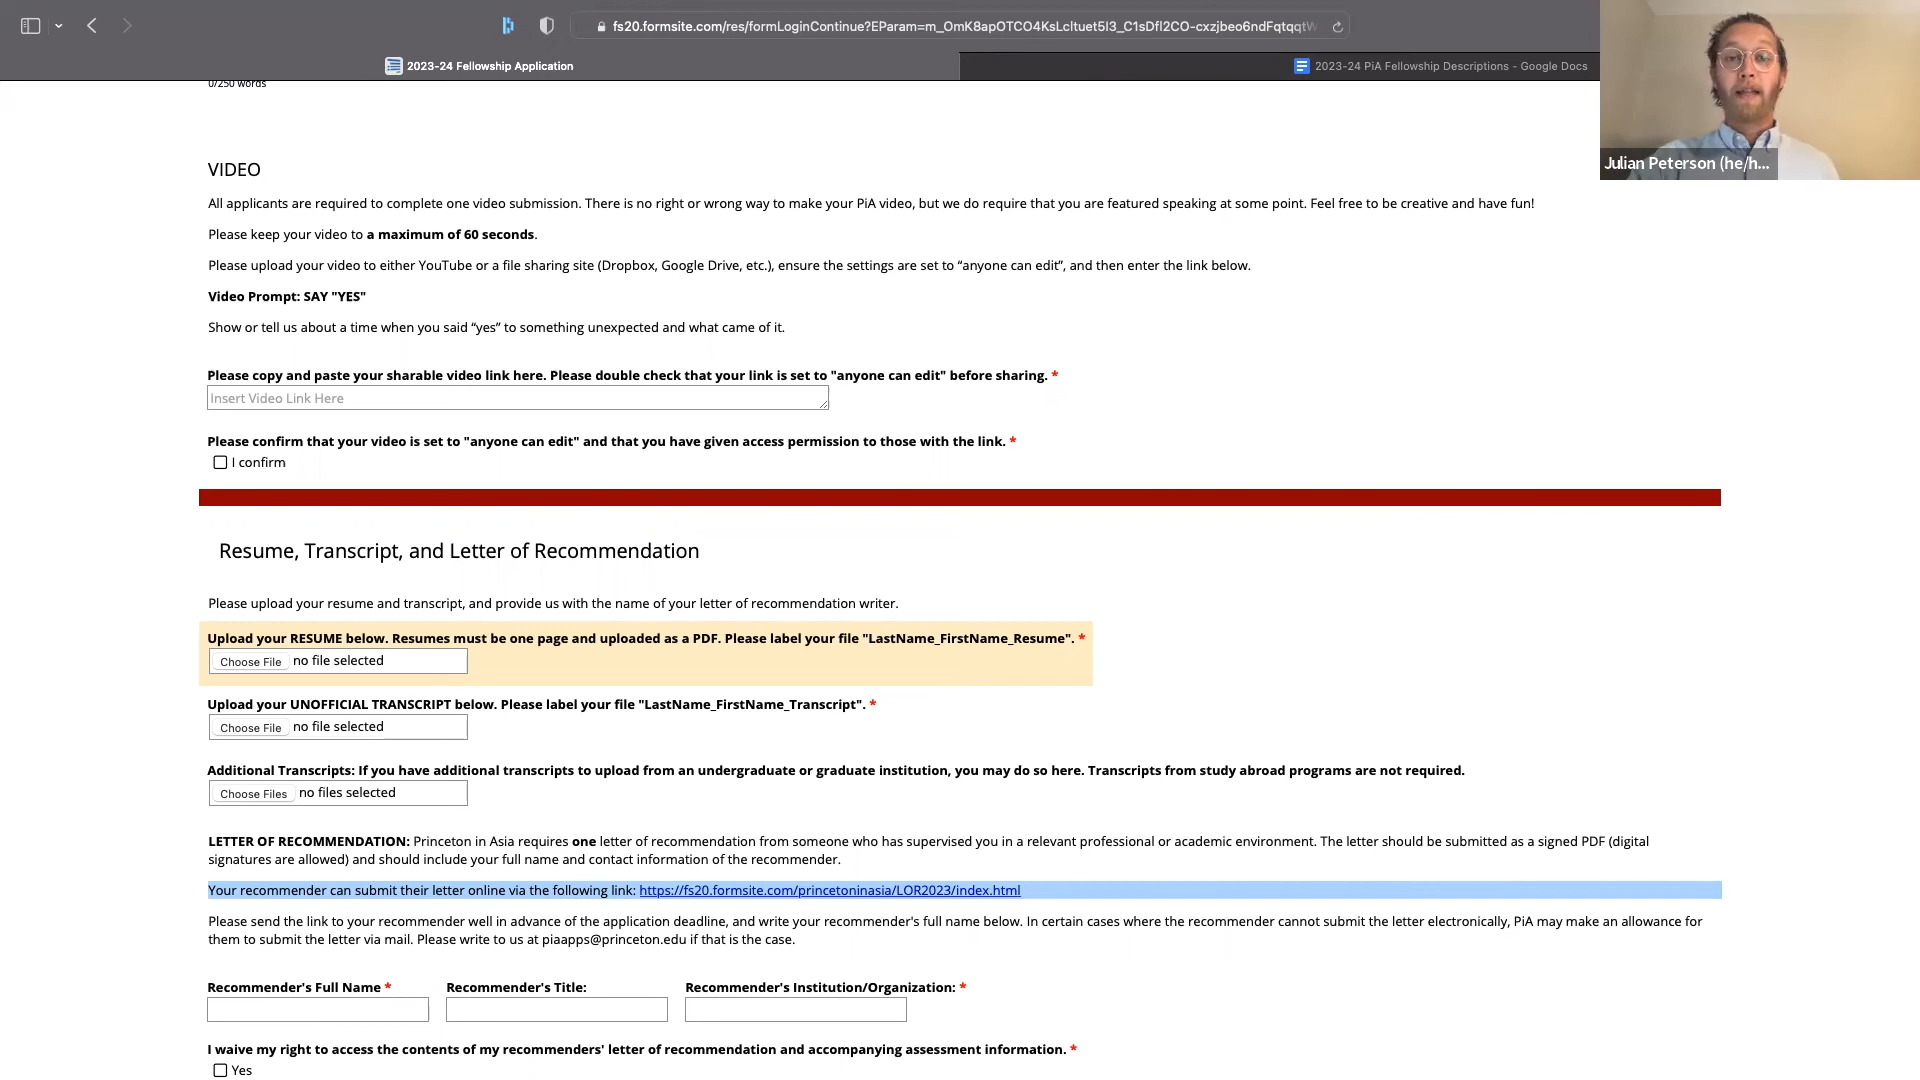 fs20.formsite.com/res/formLoginContinue?EParam=
2023-24 Fellowship Application
2023-24 PiA Fellowship Descriptions - Google Docs
Julian Peterson (he/h...
0/250 words
VIDEO
All applicants are required to complete one video submission. There is no right or wrong way to make your PiA video, but we do require that you are featured speaking at some point. Feel free to be creative and have fun!
Please keep your video to a maximum of 60 seconds.
Please upload your video to either YouTube or a file sharing site (Dropbox, Google Drive, etc.), ensure the settings are set to “anyone can edit”, and then enter the link below.
Video Prompt: SAY "YES"
Show or tell us about a time when you said “yes” to something unexpected and what came of it.
Please copy and paste your sharable video link here. Please double check that your link is set to "anyone can edit" before sharing. *
Insert Video Link Here
Please confirm that your video is set to "anyone can edit" and that you have given access permission to those with the link. *
I confirm
Resume, Transcript, and Letter of Recommendation
Please upload your resume and transcript, and provide us with the name of your letter of recommendation writer.
Upload your RESUME below. Resumes must be one page and uploaded as a PDF. Please label your file "LastName_FirstName_Resume". *
Choose File no file selected
Upload your UNOFFICIAL TRANSCRIPT below. Please label your file "LastName_FirstName_Transcript". *
Choose File no file selected
Additional Transcripts: If you have additional transcripts to upload from an undergraduate or graduate institution, you may do so here. Transcripts from study abroad programs are not required.
Choose Files no files selected
LETTER OF RECOMMENDATION: Princeton in Asia requires one letter of recommendation from someone who has supervised you in a relevant professional or academic environment. The letter should be submitted as a signed PDF (digital
signatures are allowed) and should include your full name and contact information of the recommender.
Your recommender can submit their letter online via the following link: https://fs20.formsite.com/princetoninasia/LOR2023/index.html
Please send the link to your recommender well in advance of the application deadline, and write your recommender's full name below. In certain cases where the recommender cannot submit the letter electronically, PiA may make an allowance for
them to submit the letter via mail. Please write to us at piaapps@princeton.edu if that is the case.
Recommender's Full Name * Recommender's Title: Recommender's Institution/Organization: *
I waive my right to access the contents of my recommenders' letter of recommendation and accompanying assessment information. *
Yes